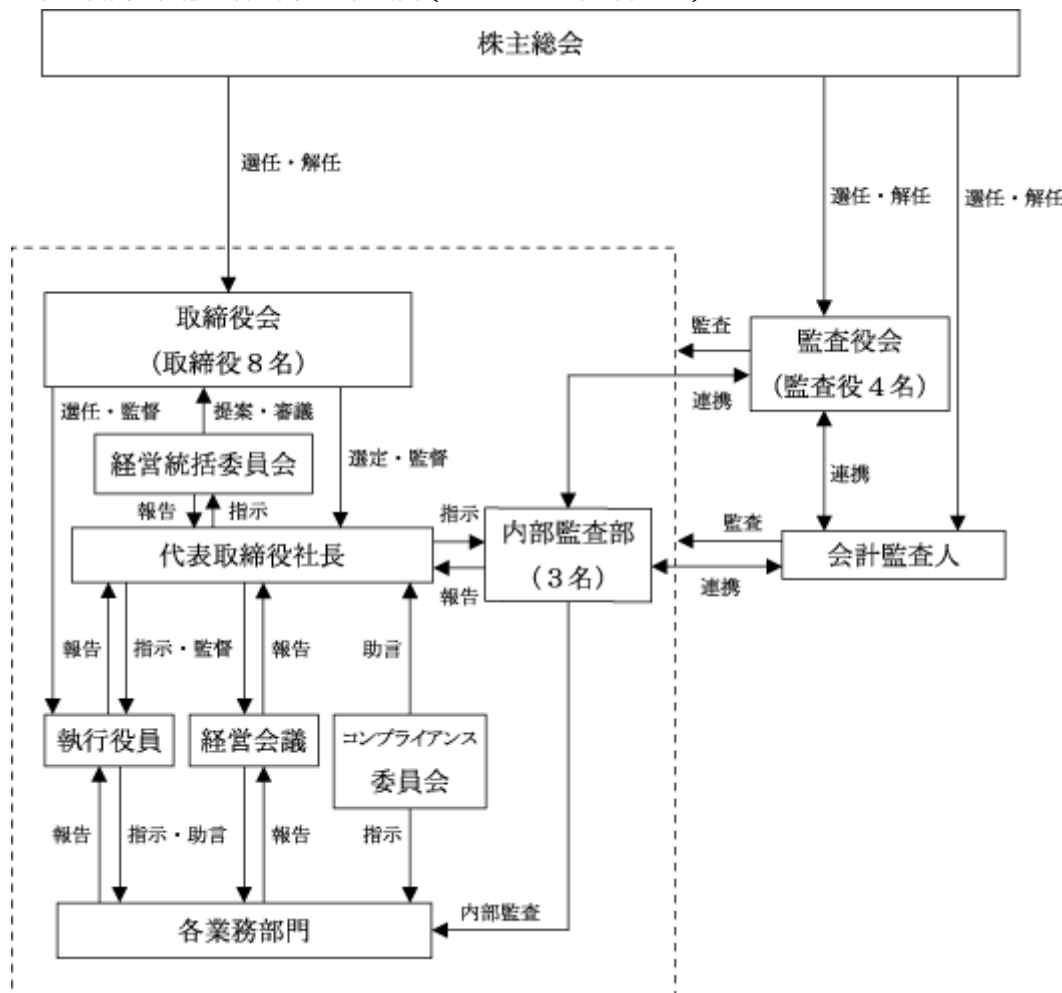 株主総会
選任・解任
選任・解任
選任・解任
取締役会
（取締役８名）
監査
監査役会
（監査役４名）
連携
選任・監督
提案・審議
経営統括委員会
選定・監督
連携
報告
指示
指示
内部監査部
（３名）
監査
代表取締役社長
会計監査人
報告
連携
報告
指示・監督
報告
助言
執行役員
経営会議
コンプライアンス
委員会
報告
指示・助言
報告
指示
各業務部門
内部監査